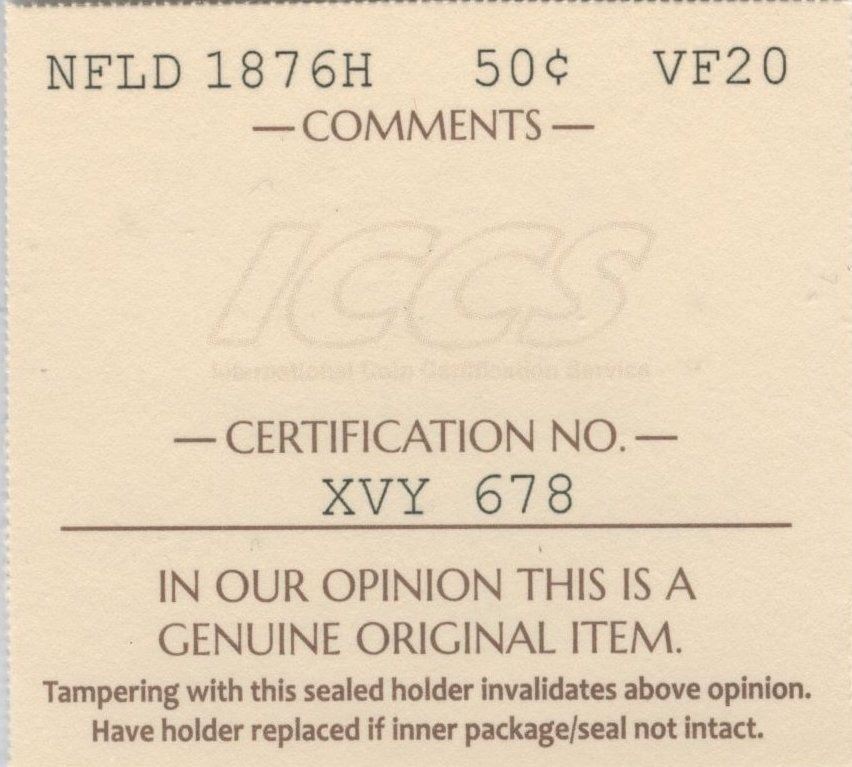 NFLD 1876H 50¢ VF20
—COMMENTS—
ICCS
International Coin Certification Service
—CERTIFICATION NO.—
XVY 678
IN OUR OPINION THIS IS A
GENUINE ORIGINAL ITEM.
Tampering with this sealed holder invalidates above opinion.
Have holder replaced if inner package/seal not intact.